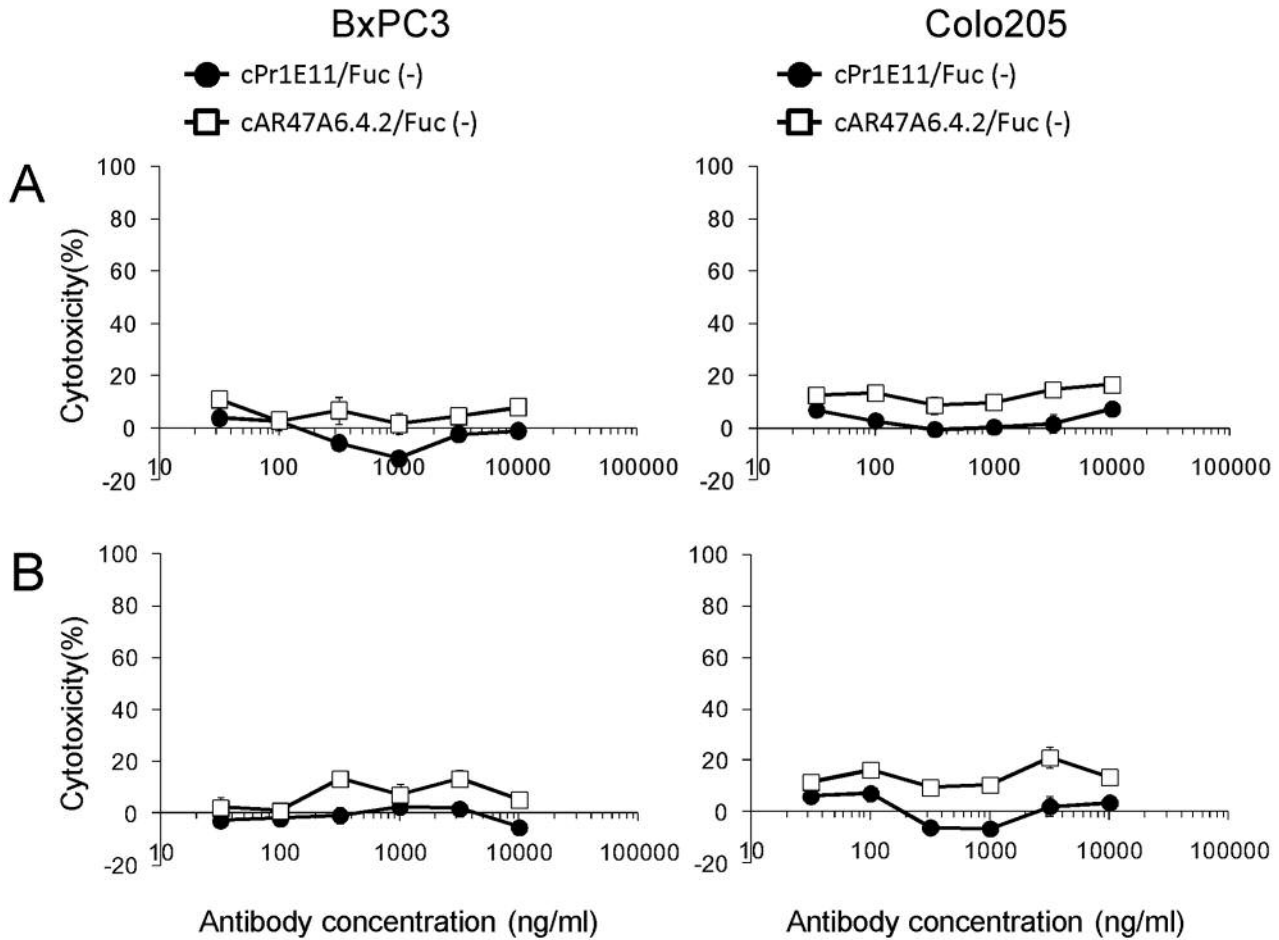 BxPC3
Colo205
cPr1E11/Fuc (-)
cAR47A6.4.2/Fuc (-)
cPr1E11/Fuc (-)
cAR47A6.4.2/Fuc (-)
A
Cytotoxicity(%)
100
80
60
40
20
0
-20
10 100 1000 10000 100000
100
80
60
40
20
0
-20
10 100 1000 10000 100000
B
Cytotoxicity(%)
100
80
60
40
20
0
-20
10 100 1000 10000 100000
100
80
60
40
20
0
-20
10 100 1000 10000 100000
Antibody concentration (ng/ml)
Antibody concentration (ng/ml)